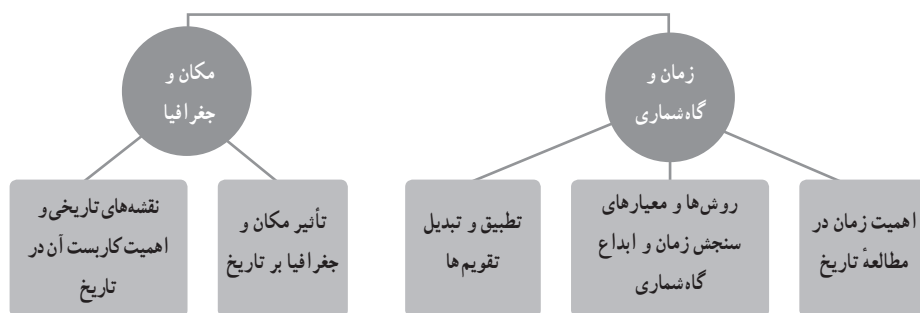 زمان و
گاه‌شماری
مکان و
جغرافیا
اهمیت زمان در
مطالعهٔ تاریخ
روش‌ها و معیارهای
سنجش زمان و ابداع
گاه‌شماری
تطبیق و تبدیل
تقویم‌ها
تأثیر مکان و
جغرافیا بر تاریخ
نقشه‌های تاریخی و
اهمیت کاربست آن در
تاریخ